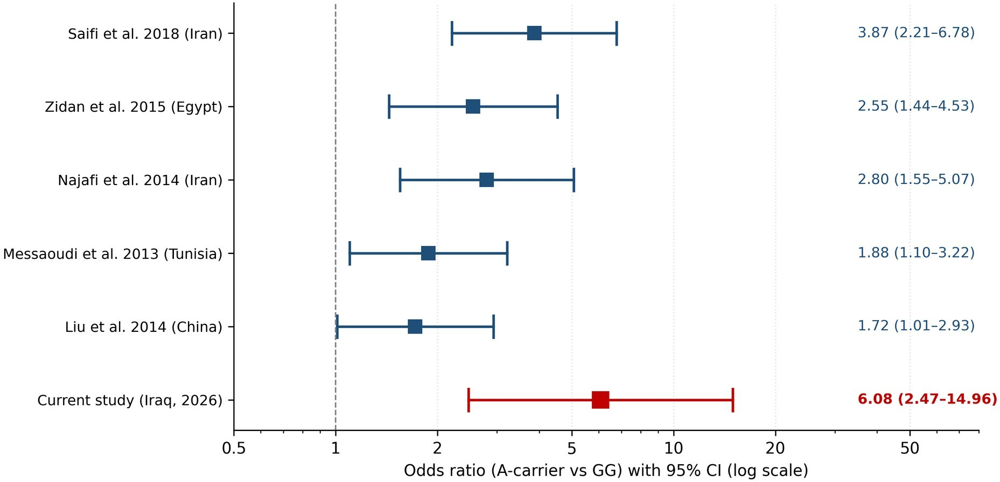 Saifi et al. 2018 (Iran) 3.87 (2.21–6.78)
Zidan et al. 2015 (Egypt) 2.55 (1.44–4.53)
Najafi et al. 2014 (Iran) 2.80 (1.55–5.07)
Messaoudi et al. 2013 (Tunisia) 1.88 (1.10–3.22)
Liu et al. 2014 (China) 1.72 (1.01–2.93)
Current study (Iraq, 2026) 6.08 (2.47–14.96)
0.5 1 2 5 10 20 50
Odds ratio (A-carrier vs GG) with 95% CI (log scale)